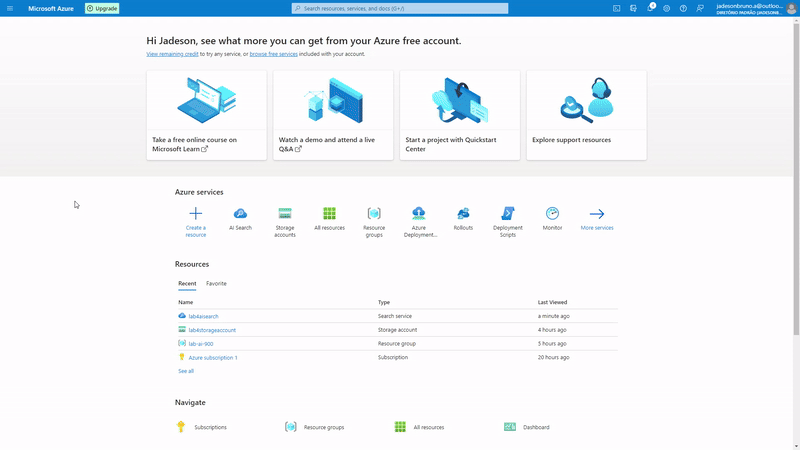 Microsoft Azure
Upgrade
Search resources, services, and docs (G+/)
jadesonbruno.a@outloo...
DIRETÓRIO PADRÃO (JADESONB...
Hi Jadeson, see what more you can get from your Azure free account.
View remaining credit to try any service, or browse free services included with your account.
Take a free online course on
Microsoft Learn
Watch a demo and attend a live
Q&A
Start a project with Quickstart
Center
Explore support resources
Azure services
Create a
resource
AI Search
Storage
accounts
All resources
Resource
groups
Azure
Deployment...
Rollouts
Deployment
Scripts
Monitor
More services
Resources
Recent Favorite
Name Type Last Viewed
lab4aisearch Search service a minute ago
lab4storageaccount Storage account 4 hours ago
lab-ai-900 Resource group 5 hours ago
Azure subscription 1 Subscription 20 hours ago
See all
Navigate
Subscriptions Resource groups All resources Dashboard